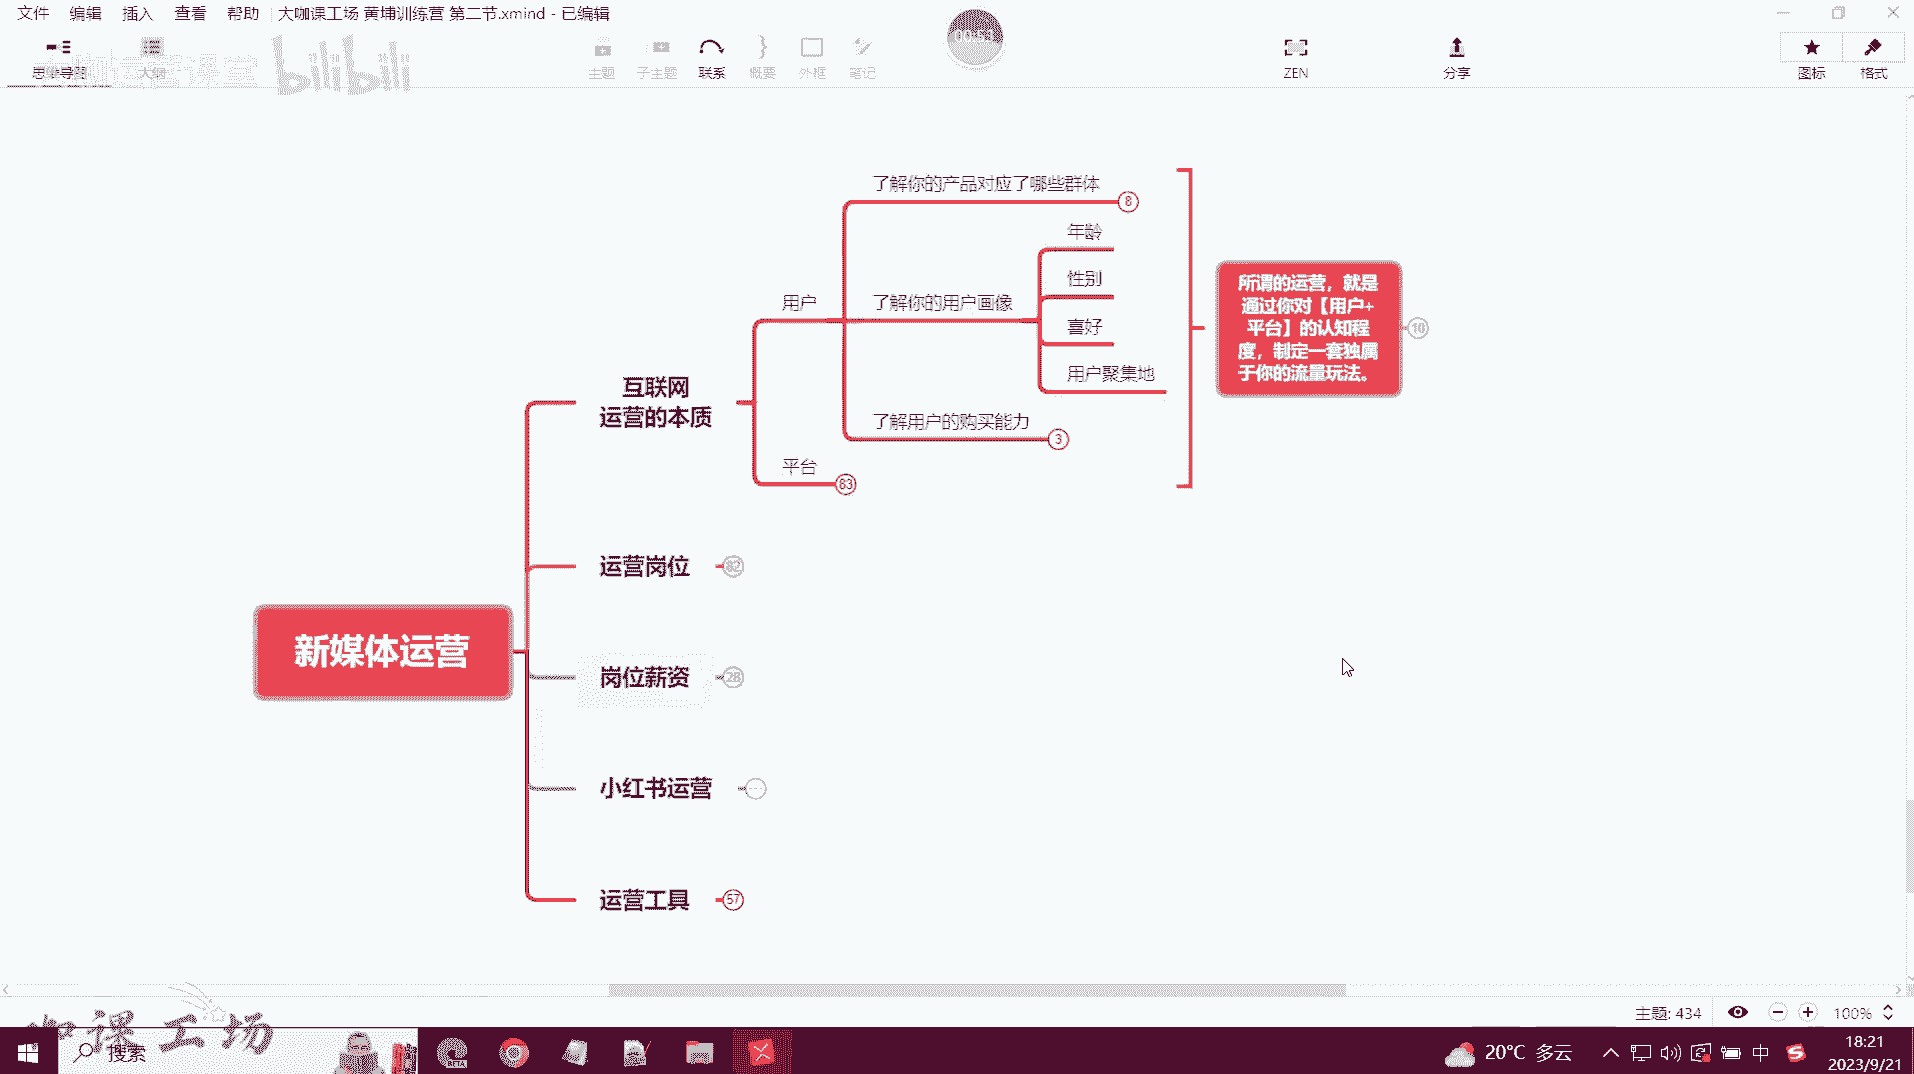 文件 编辑 插入 查看 帮助 大咖课工场 黄埔训练营 第二节.xmind - 已编辑
思维导图 大纲 主题 子主题 联系 概要 外框 笔记 ZEN 分享 图标 格式
bilibili
了解你的产品对应了哪些群体 8
年龄
性别
用户 了解你的用户画像
喜好
用户聚集地
了解用户的购买能力 3
平台 83
所谓的运营，就是
通过你对【用户+
平台】的认知程
度，制定一套独属
于你的流量玩法。
10
互联网
运营的本质
运营岗位 82
新媒体运营
岗位薪资 28
小红书运营
运营工具 57
主题: 434 100%
咖课工场
搜索
BETA
20°C 多云
中
18:21
2023/9/21